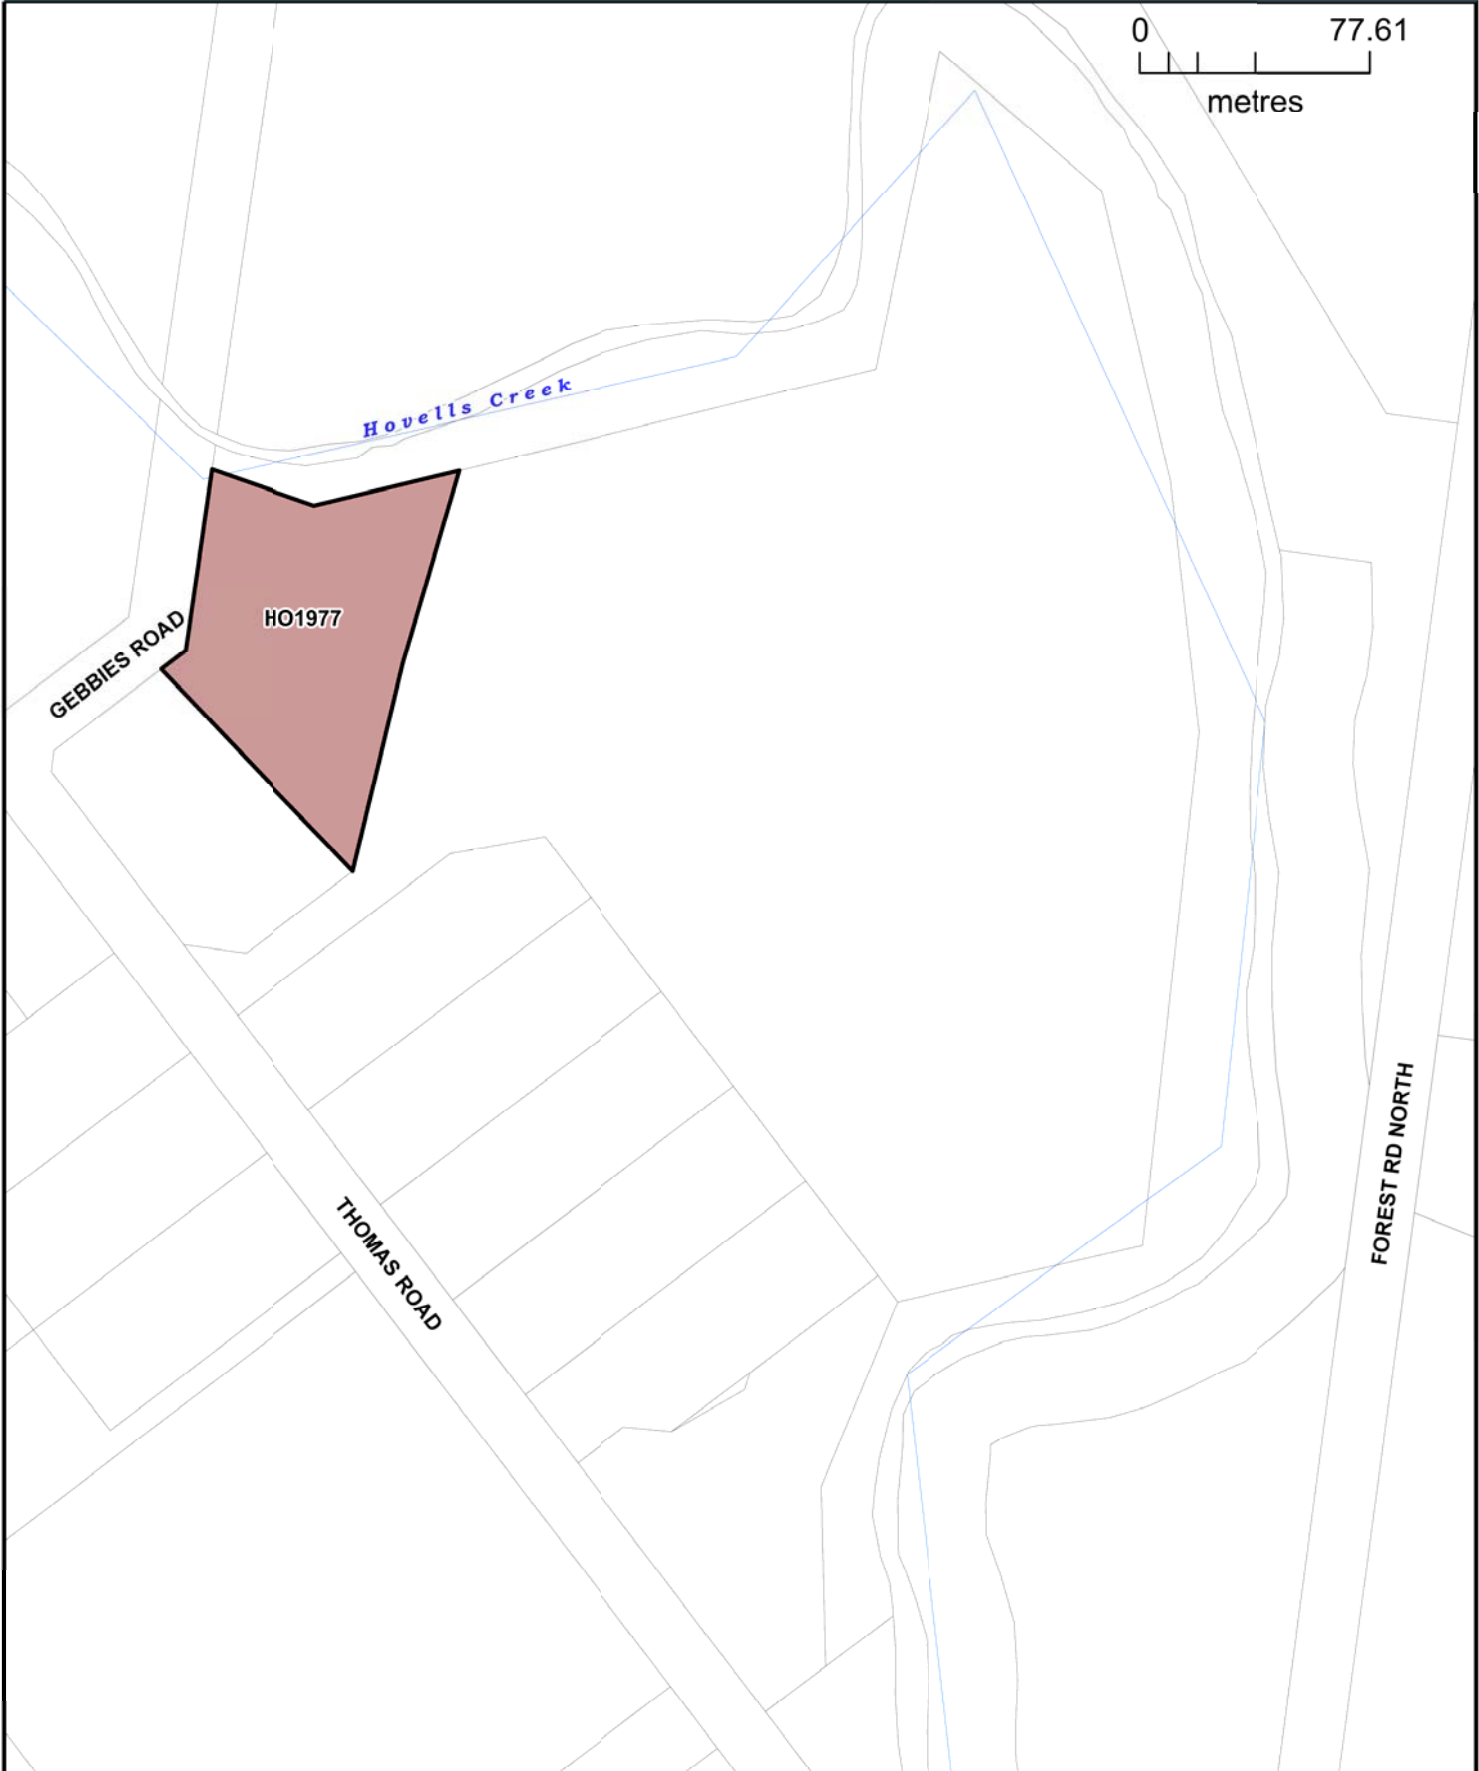 0 77.61
metres
Hovells Creek
HO1977
GEBBIES ROAD
THOMAS ROAD
FOREST RD NORTH